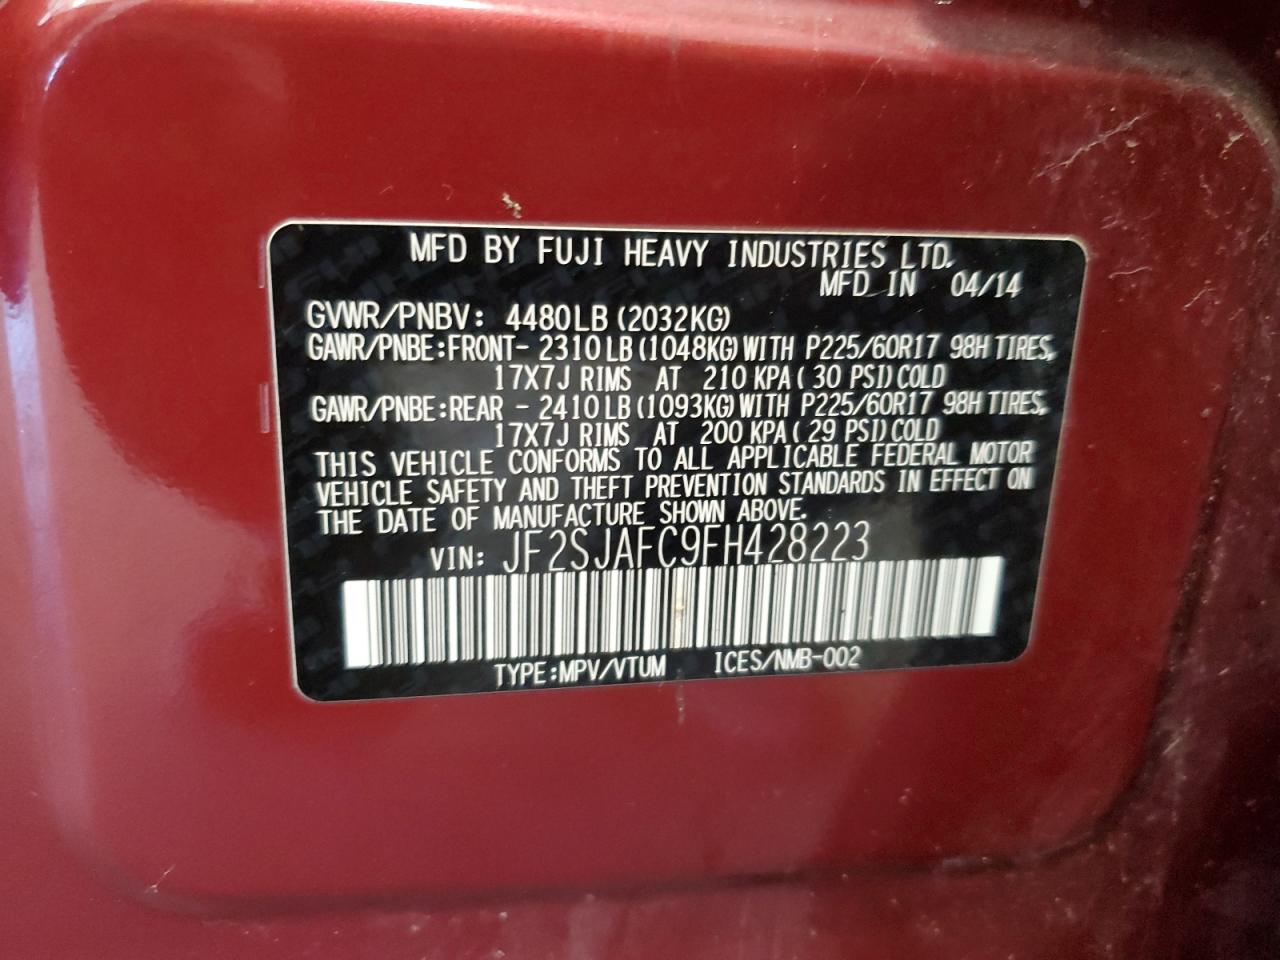 MFD BY FUJI HEAVY INDUSTRIES LTD.
MFD IN 04/14
GVWR/PNBV: 4480LB (2032KG)
GAWR/PNBE:FRONT- 2310LB (1048KG) WITH P225/60R17 98H TIRES,
17X7J RIMS AT 210 KPA ( 30 PSI) COLD
GAWR/PNBE:REAR - 2410LB (1093KG) WITH P225/60R17 98H TIRES,
17X7J RIMS AT 200 KPA ( 29 PSI) COLD
THIS VEHICLE CONFORMS TO ALL APPLICABLE FEDERAL MOTOR
VEHICLE SAFETY AND THEFT PREVENTION STANDARDS IN EFFECT ON
THE DATE OF MANUFACTURE SHOWN ABOVE.
VIN: JF2SJAFC9FH428223
TYPE:MPV/VTUM ICES/NMB-002